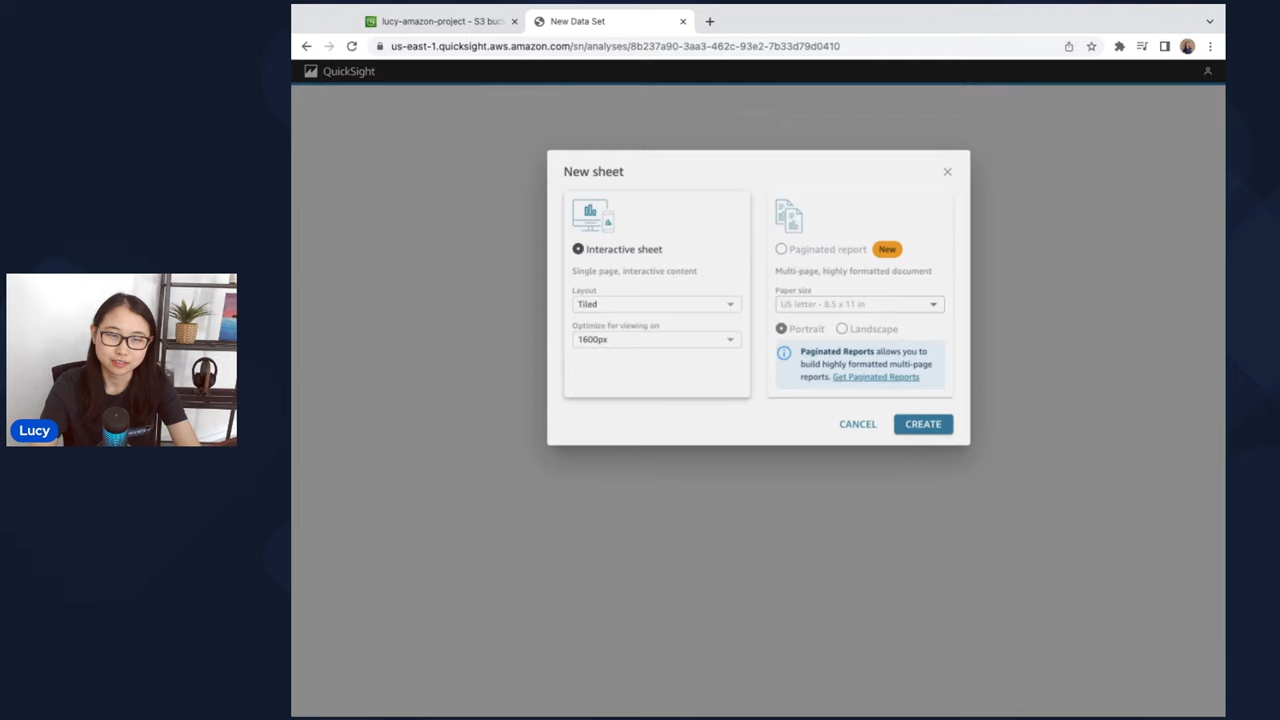 lucy-amazon-project - S3 buc
New Data Set
us-east-1.quicksight.aws.amazon.com/sn/analyses/8b237a90-3aa3-462c-93e2-7b33d79d0410
QuickSight
New sheet
Interactive sheet
Single page, interactive content
Layout
Tiled
Optimize for viewing on
1600px
Paginated report New
Multi-page, highly formatted document
Paper size
US letter - 8.5 x 11 in
Portrait Landscape
Paginated Reports allows you to
build highly formatted multi-page
reports. Get Paginated Reports
CANCEL CREATE
Lucy